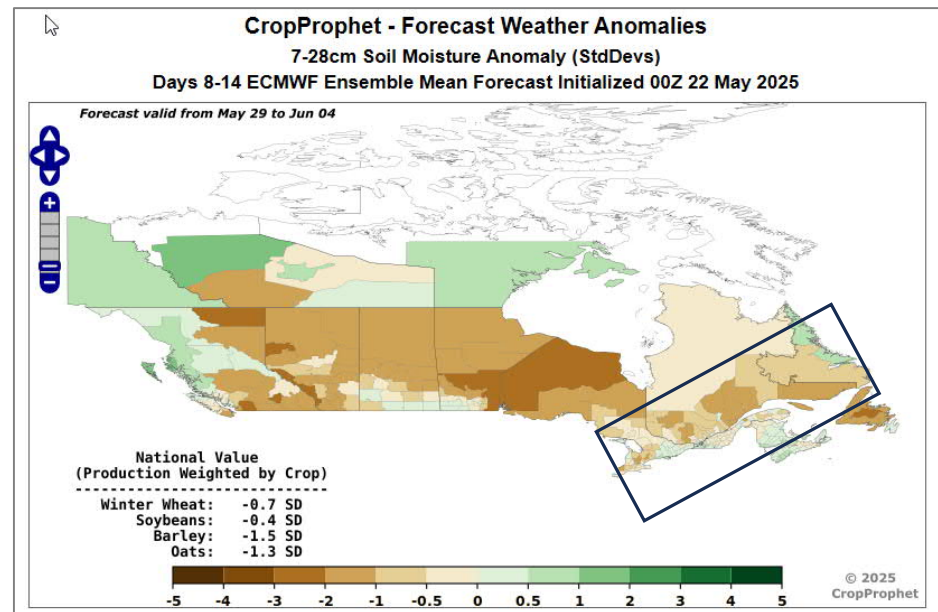 CropProphet - Forecast Weather Anomalies
7-28cm Soil Moisture Anomaly (StdDevs)
Days 8-14 ECMWF Ensemble Mean Forecast Initialized 00Z 22 May 2025
Forecast valid from May 29 to Jun 04
+
−
National Value
(Production Weighted by Crop)
----------------------------
Winter Wheat: -0.7 SD
Soybeans: -0.4 SD
Barley: -1.5 SD
Oats: -1.3 SD
-5 -4 -3 -2 -1 -0.5 0 0.5 1 2 3 4 5
© 2025
CropProphet